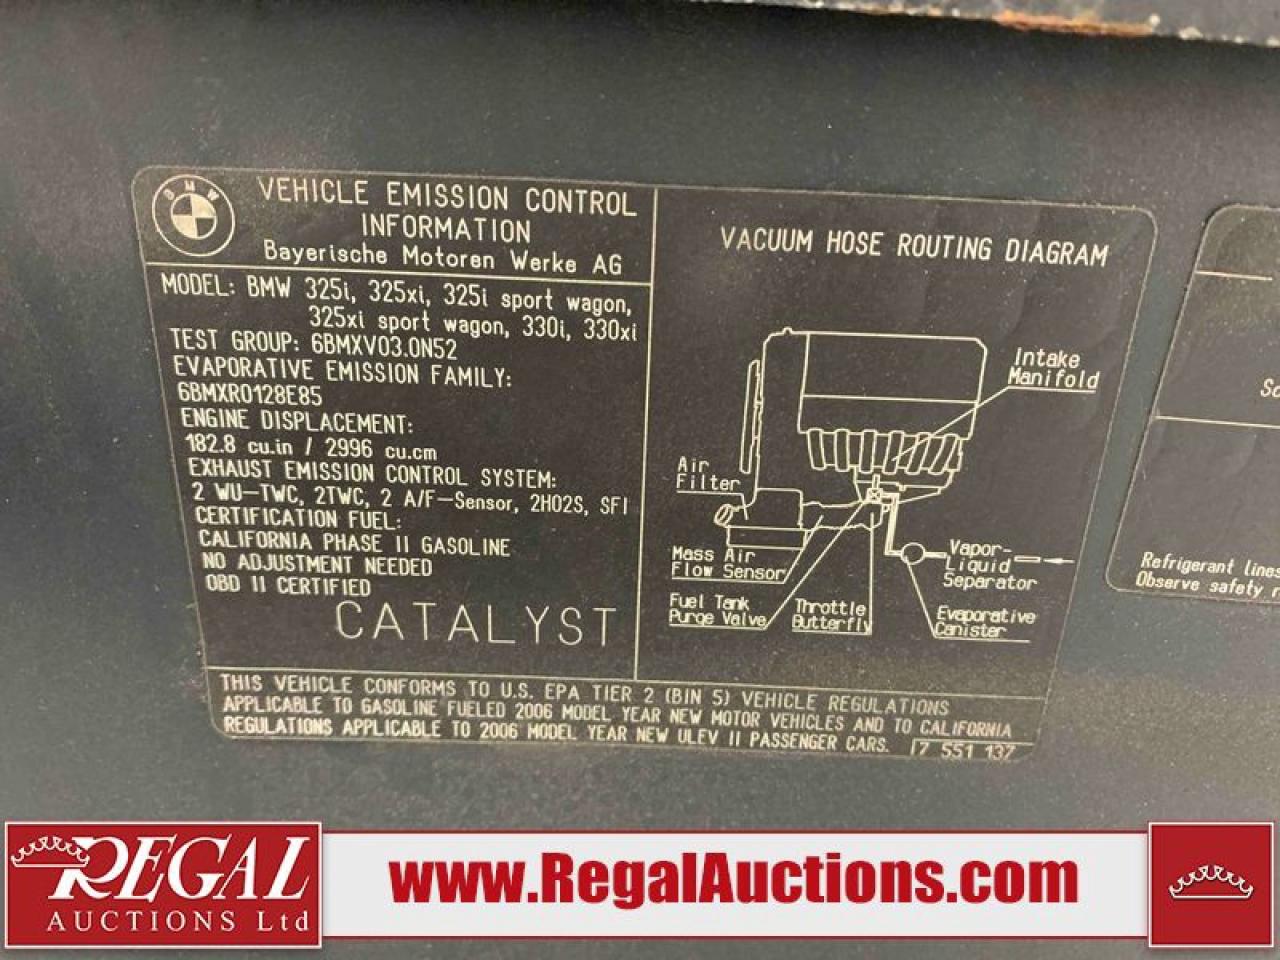 BMW
VEHICLE EMISSION CONTROL
INFORMATION
Bayerische Motoren Werke AG
MODEL: BMW 325i, 325xi, 325i sport wagon,
325xi sport wagon, 330i, 330xi
TEST GROUP: 6BMXV03.0N52
EVAPORATIVE EMISSION FAMILY:
6BMXR0128E85
ENGINE DISPLACEMENT:
182.8 cu.in / 2996 cu.cm
EXHAUST EMISSION CONTROL SYSTEM:
2 WU-TWC, 2TWC, 2 A/F-Sensor, 2HO2S, SFI
CERTIFICATION FUEL:
CALIFORNIA PHASE II GASOLINE
NO ADJUSTMENT NEEDED
OBD II CERTIFIED
CATALYST
VACUUM HOSE ROUTING DIAGRAM
Intake
Manifold
Air
Filter
Mass Air
Flow Sensor
Fuel Tank
Purge Valve
Throttle
Butterfly
Vapor-
Liquid
Separator
Evaporative
Canister
THIS VEHICLE CONFORMS TO U.S. EPA TIER 2 (BIN 5) VEHICLE REGULATIONS
APPLICABLE TO GASOLINE FUELED 2006 MODEL YEAR NEW MOTOR VEHICLES AND TO CALIFORNIA
REGULATIONS APPLICABLE TO 2006 MODEL YEAR NEW ULEV II PASSENGER CARS. 7 551 137
Refrigerant lines
Observe safety
REGAL
AUCTIONS Ltd
www.RegalAuctions.com